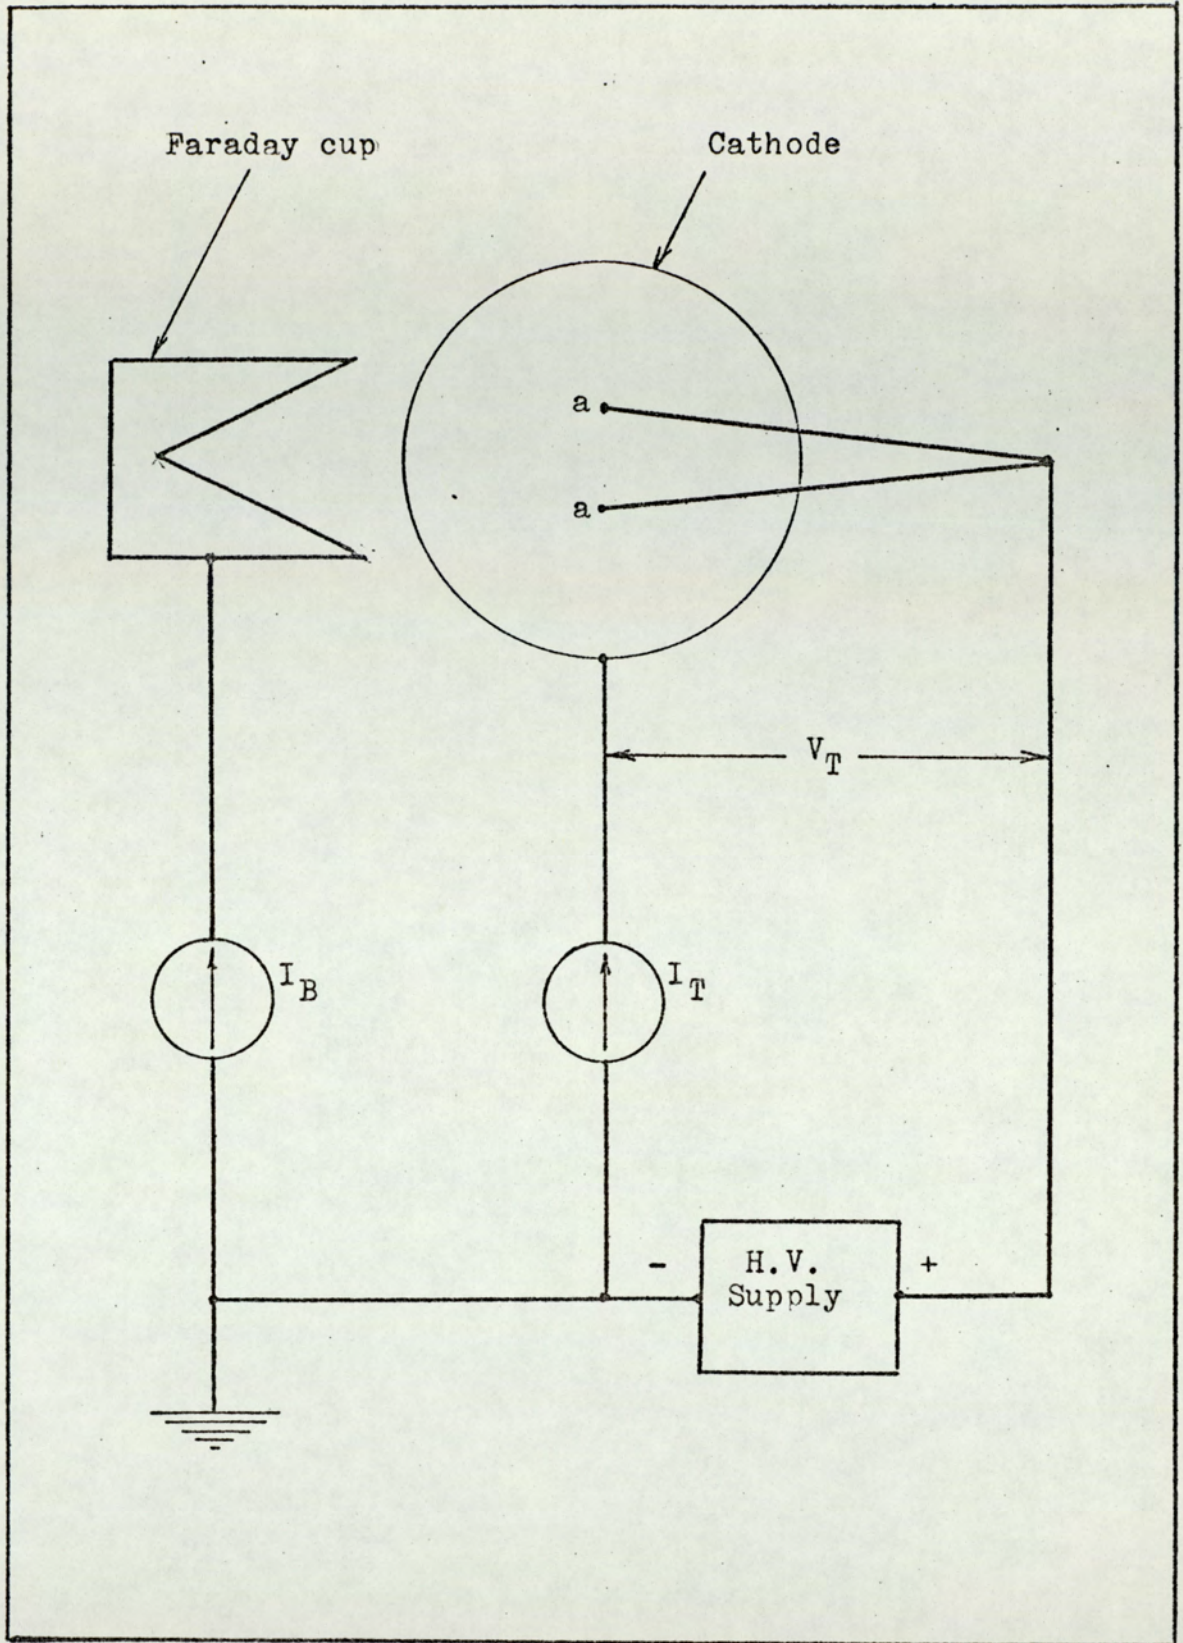 Faraday cup
Cathode
a
a
V_T
I_B
I_T
- H.V. +
Supply